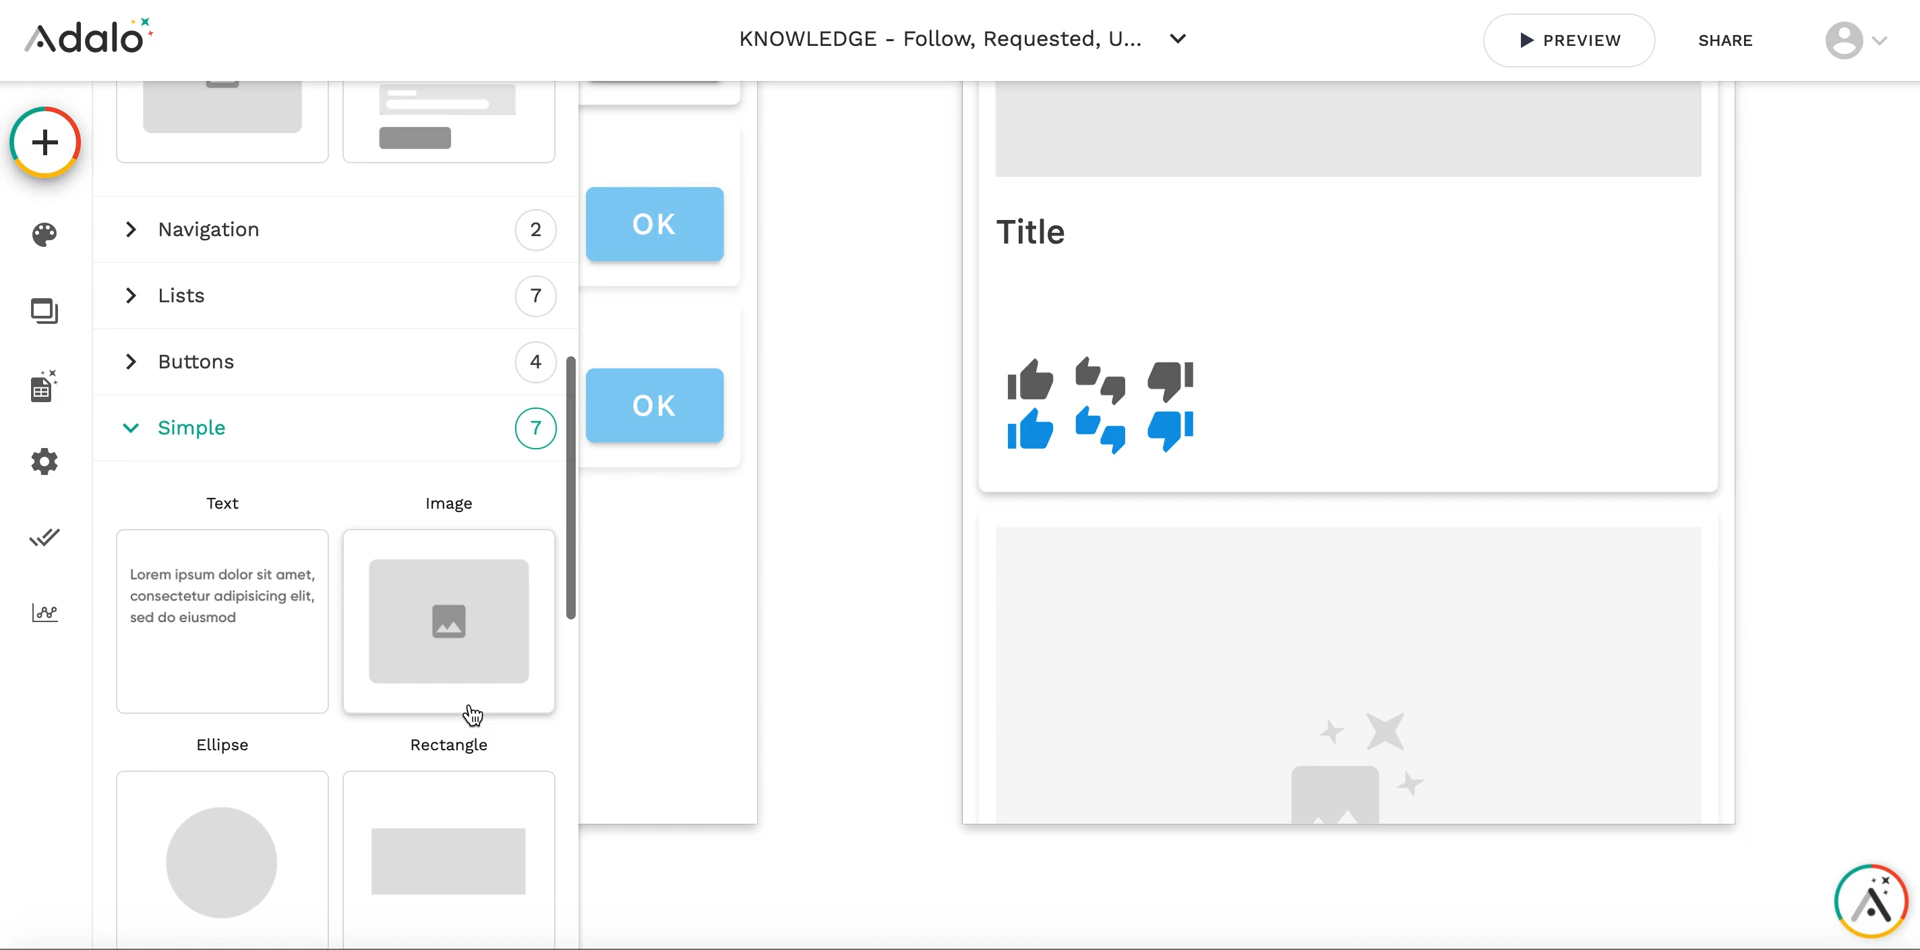 Adalo
KNOWLEDGE - Follow, Requested, U...
PREVIEW
SHARE
Navigation
2
Lists
7
Buttons
4
Simple
7
Text
Image
Lorem ipsum dolor sit amet,
consectetur adipisicing elit,
sed do eiusmod
Ellipse
Rectangle
OK
OK
Title